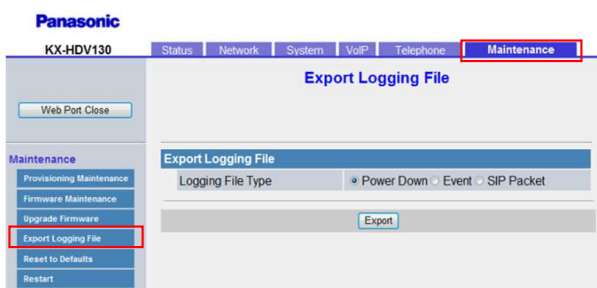 Panasonic
KX-HDV130
Status Network System VoIP Telephone Maintenance
Export Logging File
Web Port Close
Maintenance
Provisioning Maintenance
Firmware Maintenance
Upgrade Firmware
Export Logging File
Reset to Defaults
Restart
Export Logging File
Logging File Type Power Down Event SIP Packet
Export